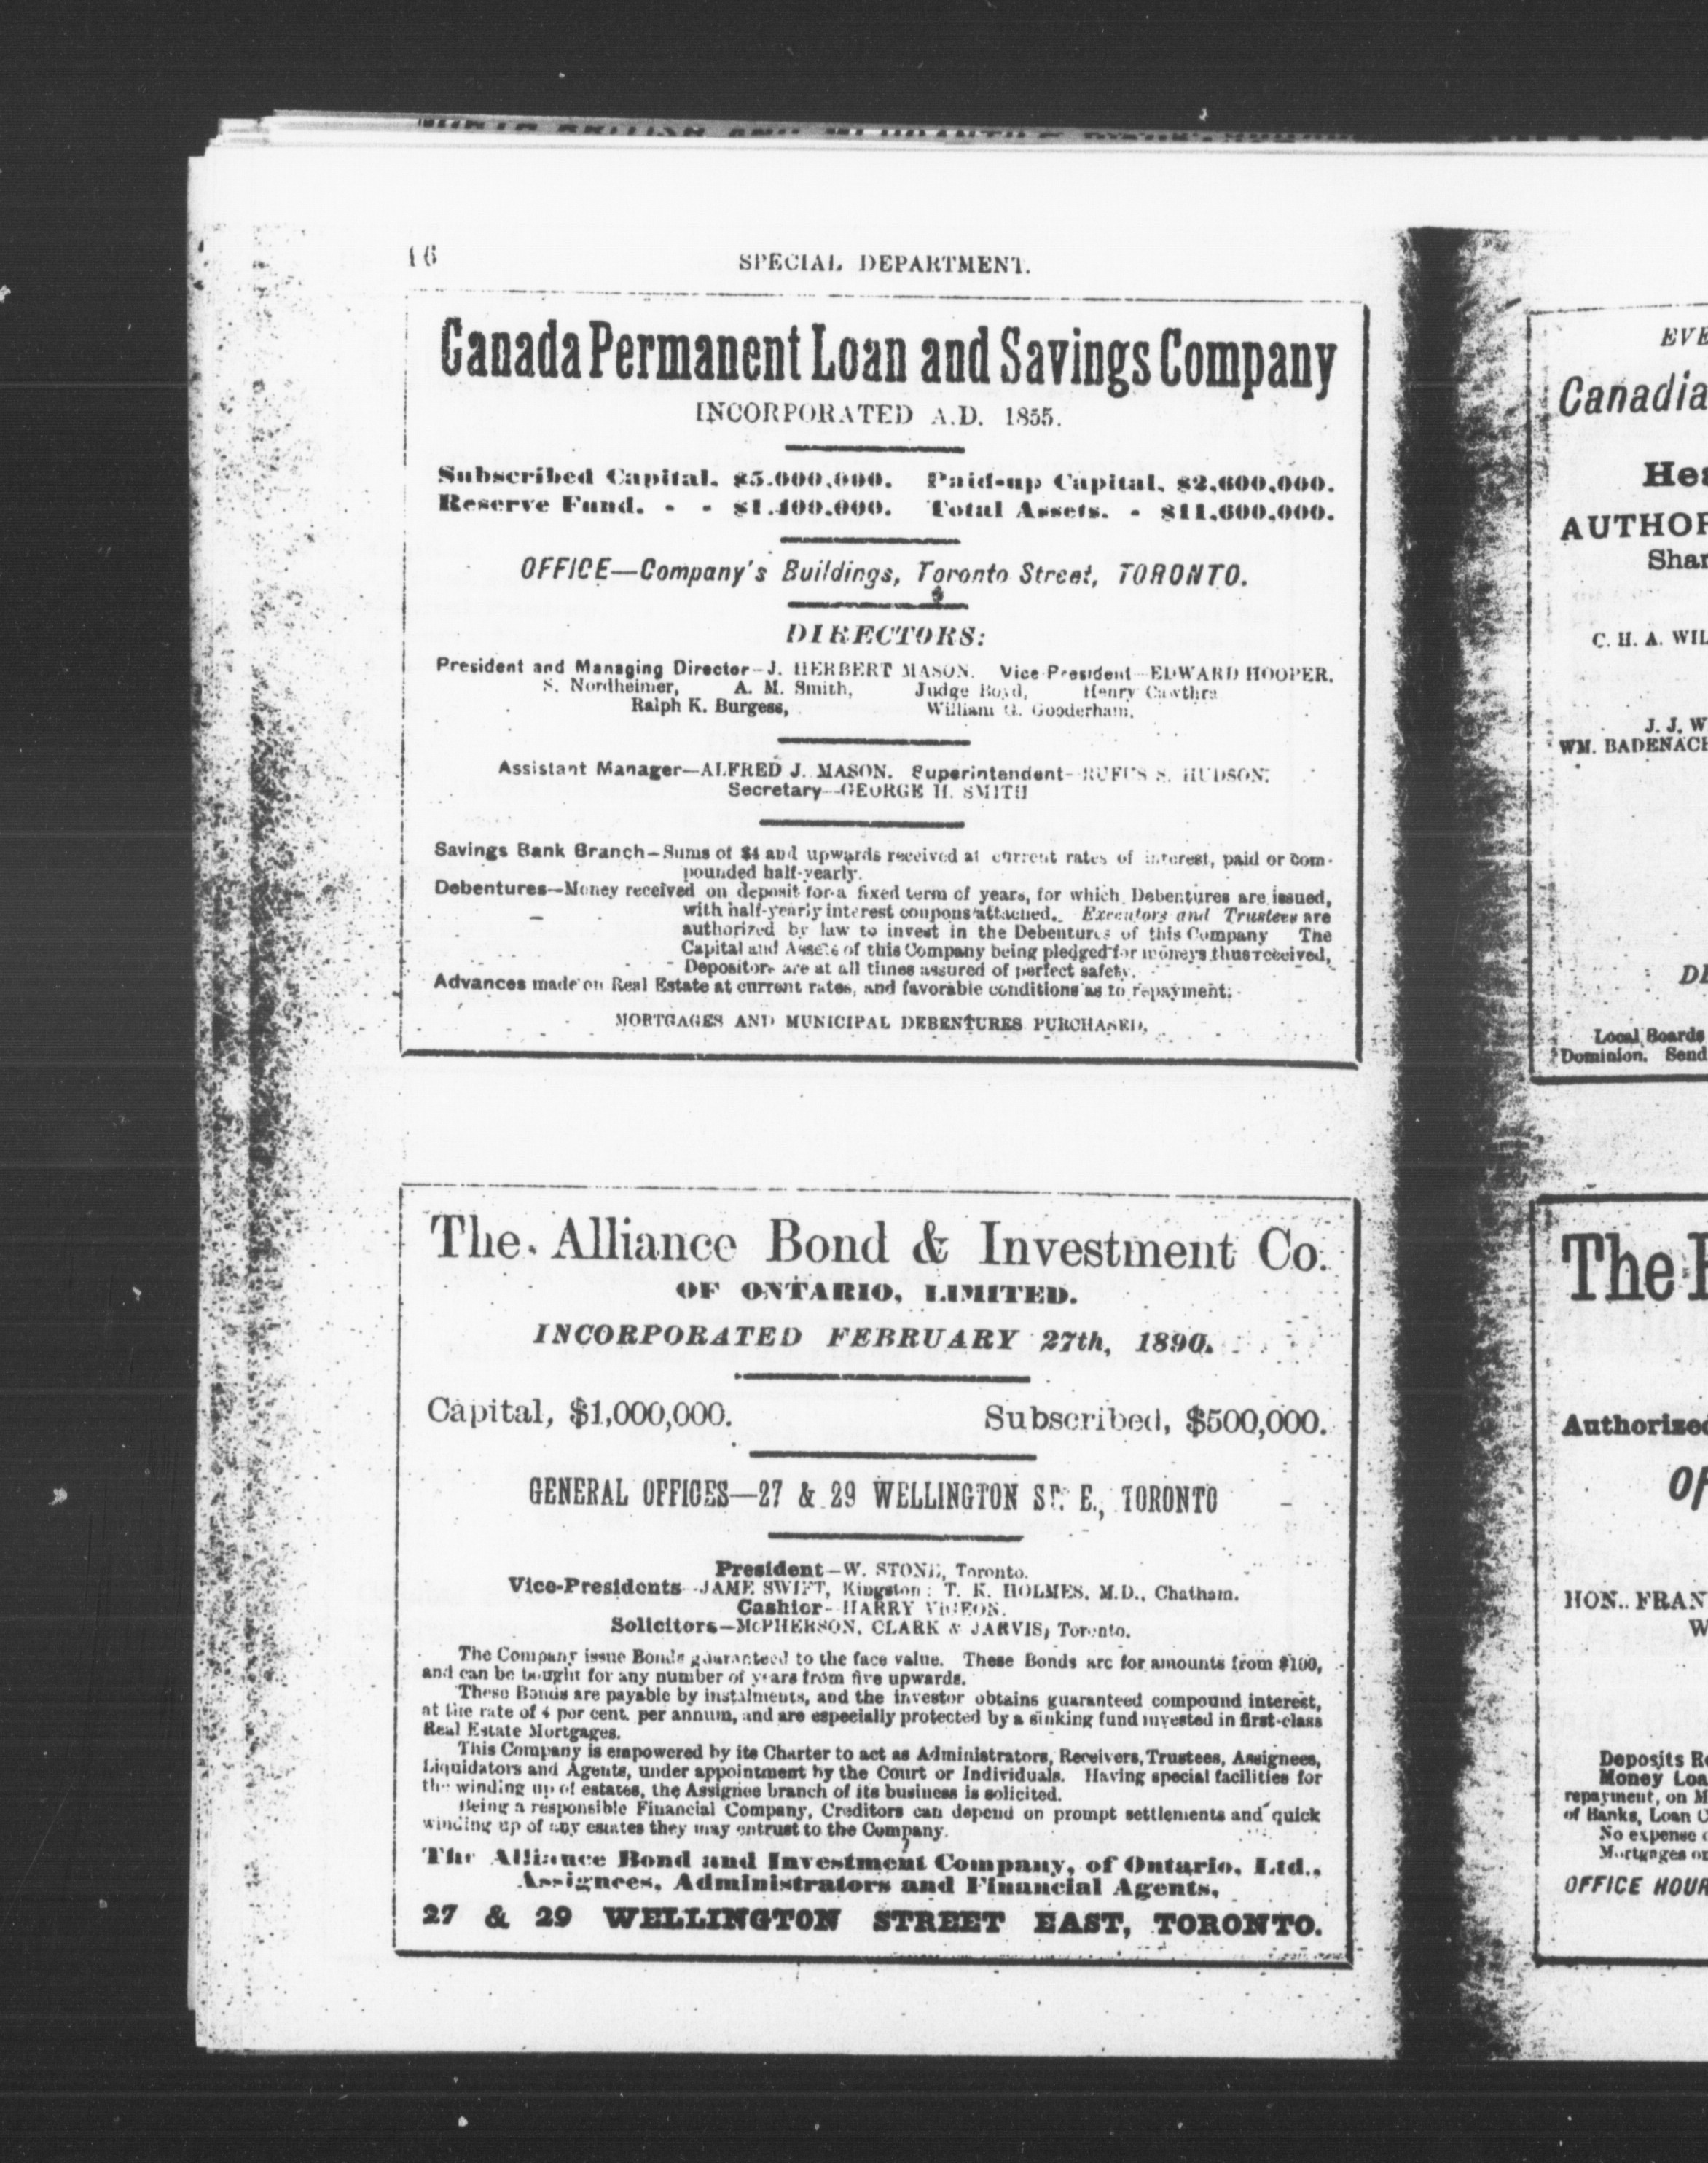 16
SPECIAL DEPARTMENT.
Canada Permanent Loan and Savings Company
INCORPORATED A.D. 1855.
Subscribed Capital. $5.000,000. Paid-up Capital, $2,600,000.
Reserve Fund. - - $1.400.000. Total Assets. - $11,600,000.
OFFICE—Company's Buildings, Toronto Street, TORONTO.
DIRECTORS:
President and Managing Director—J. HERBERT MASON. Vice-President—EDWARD HOOPER.
S. Nordheimer, A. M. Smith, Judge Boyd, Henry Cawthra
Ralph K. Burgess, William G. Gooderham.
Assistant Manager—ALFRED J. MASON. Superintendent—RUFUS S. HUDSON.
Secretary—GEORGE H. SMITH
Savings Bank Branch—Sums of $4 and upwards received at current rates of interest, paid or com-
pounded half-yearly.
Debentures—Money received on deposit for a fixed term of years, for which Debentures are issued,
with half-yearly interest coupons attached. Executors and Trustees are
authorized by law to invest in the Debentures of this Company The
Capital and Assets of this Company being pledged for moneys thus received,
Depositors are at all times assured of perfect safety.
Advances made on Real Estate at current rates, and favorable conditions as to repayment.
MORTGAGES AND MUNICIPAL DEBENTURES PURCHASED.
The Alliance Bond & Investment Co.
OF ONTARIO, LIMITED.
INCORPORATED FEBRUARY 27th, 1890.
Capital, $1,000,000. Subscribed, $500,000.
GENERAL OFFICES—27 & 29 WELLINGTON ST. E., TORONTO
President—W. STONE, Toronto.
Vice-Presidents—JAME SWIFT, Kingston; T. K. HOLMES, M.D., Chatham.
Cashier—HARRY VIGEON.
Solicitors—McPHERSON, CLARK & JARVIS, Toronto.
The Company issue Bonds guaranteed to the face value. These Bonds are for amounts from $100,
and can be bought for any number of years from five upwards.
These Bonds are payable by instalments, and the investor obtains guaranteed compound interest,
at the rate of 4 per cent. per annum, and are especially protected by a sinking fund invested in first-class
Real Estate Mortgages.
This Company is empowered by its Charter to act as Administrators, Receivers, Trustees, Assignees,
Liquidators and Agents, under appointment by the Court or Individuals. Having special facilities for
the winding up of estates, the Assignee branch of its business is solicited.
Being a responsible Financial Company, Creditors can depend on prompt settlements and quick
winding up of any estates they may entrust to the Company.
The Alliance Bond and Investment Company, of Ontario, Ltd.,
Assignees, Administrators and Financial Agents,
27 & 29 WELLINGTON STREET EAST, TORONTO.
EVE
Canadia
Hea
AUTHOR
Shar
C. H. A. WIL
J. J. W
WM. BADENACH
DE
Local Boards
Dominion. Send
The
Authorized
OF
HON. FRAN
W
Deposits Re
Money Loa
repayment, on M
of Banks, Loan C
No expense
Mortgages or
OFFICE HOUR